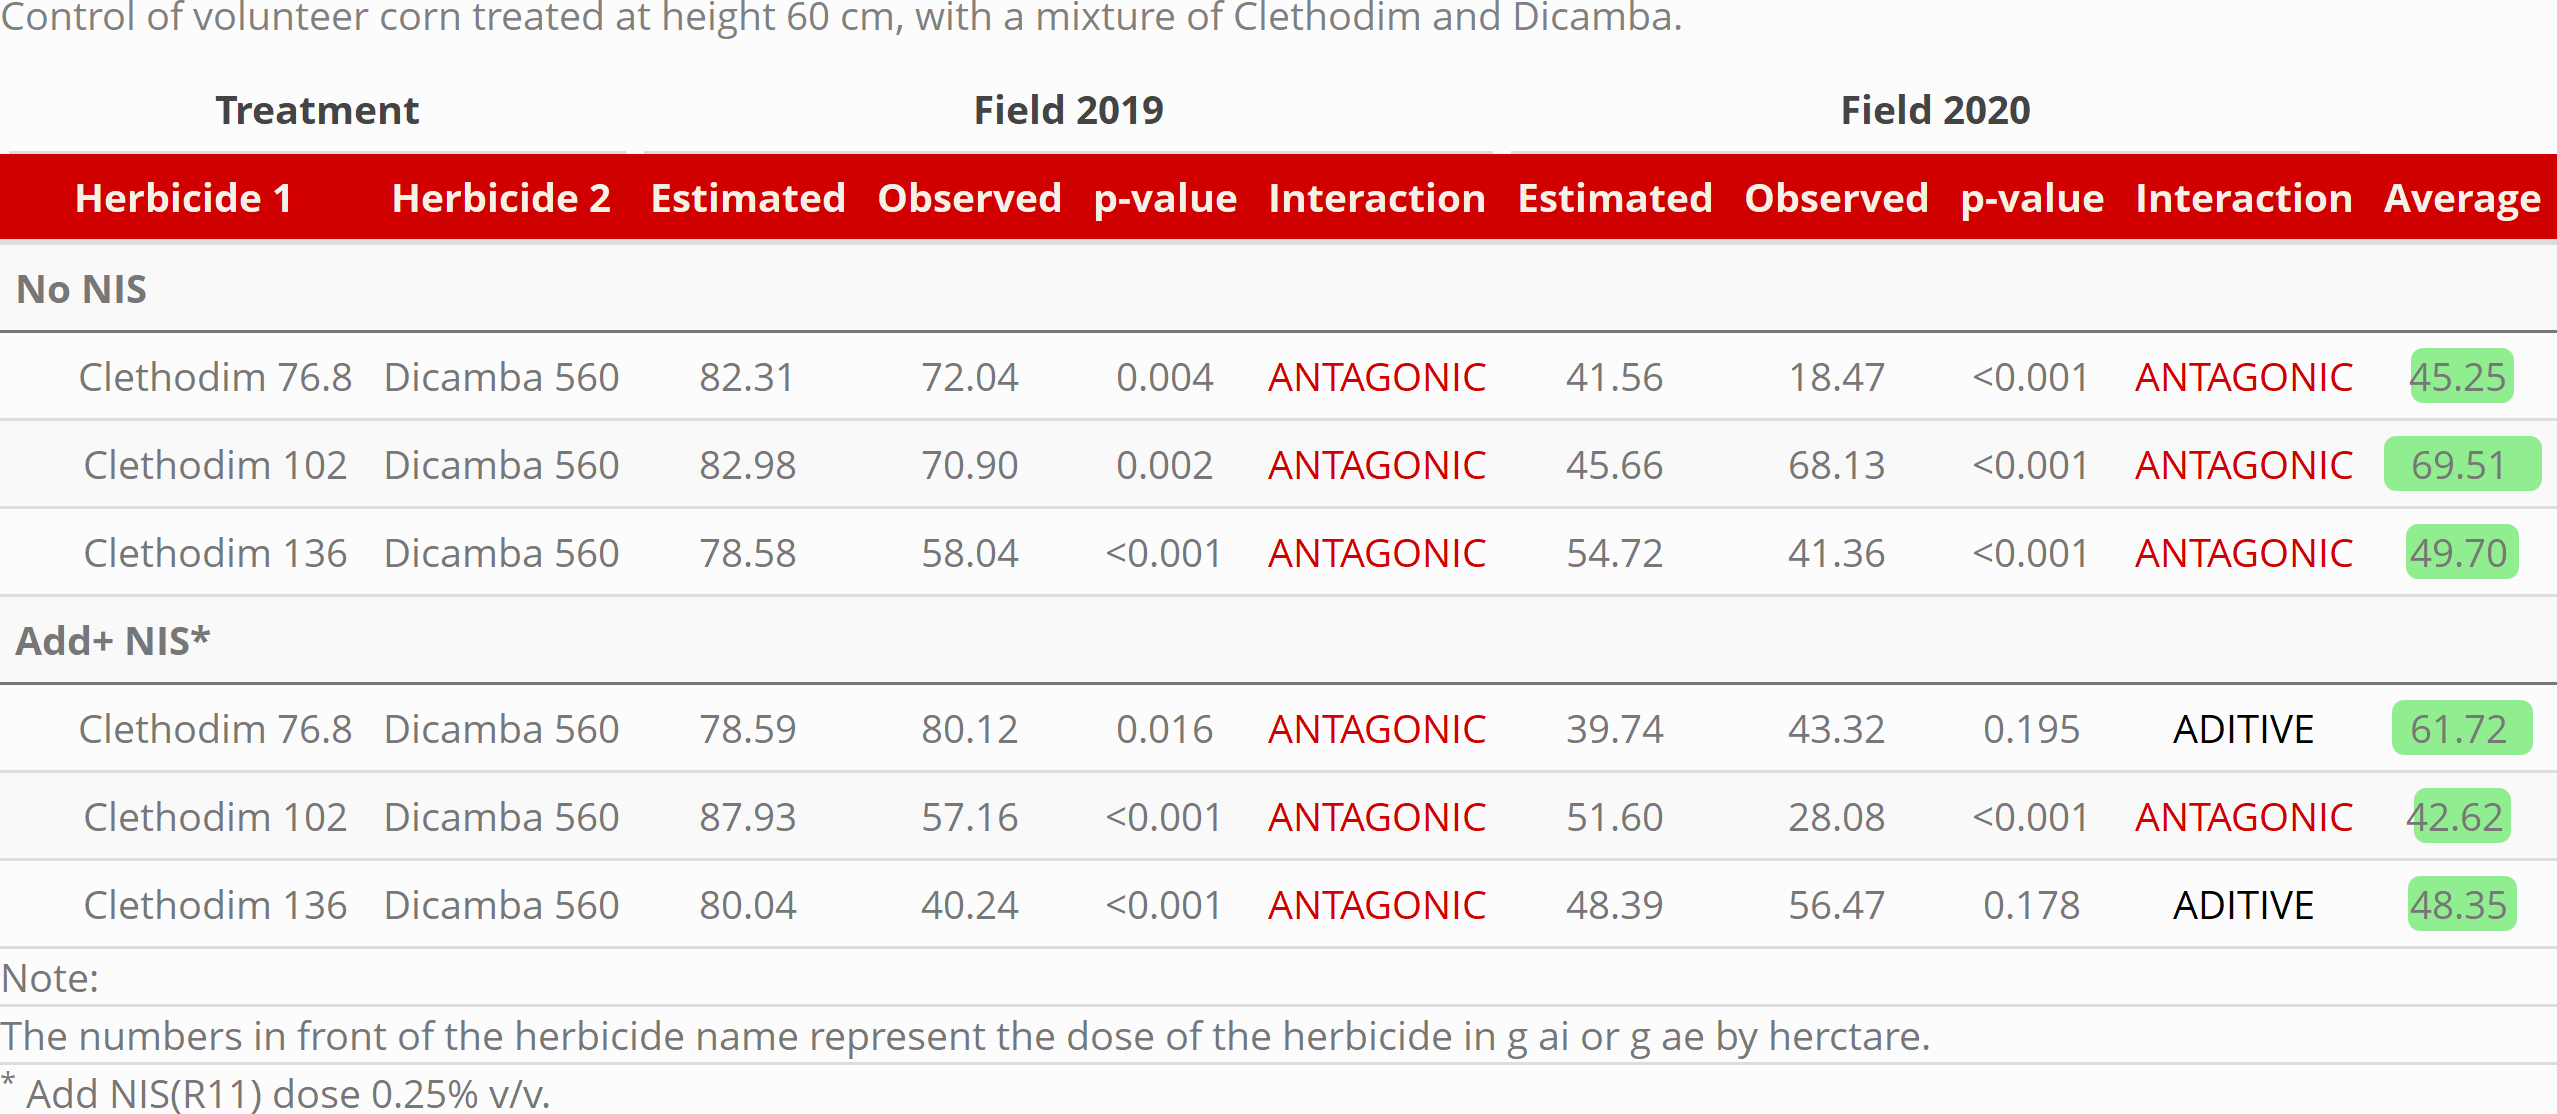 Control of volunteer corn treated at height 60 cm, with a mixture of Clethodim and Dicamba.
Treatment Field 2019 Field 2020
Herbicide 1 Herbicide 2 Estimated Observed p-value Interaction Estimated Observed p-value Interaction Average
No NIS
Clethodim 76.8 Dicamba 560 82.31 72.04 0.004 ANTAGONIC 41.56 18.47 <0.001 ANTAGONIC 45.25
Clethodim 102 Dicamba 560 82.98 70.90 0.002 ANTAGONIC 45.66 68.13 <0.001 ANTAGONIC 69.51
Clethodim 136 Dicamba 560 78.58 58.04 <0.001 ANTAGONIC 54.72 41.36 <0.001 ANTAGONIC 49.70
Add+ NIS*
Clethodim 76.8 Dicamba 560 78.59 80.12 0.016 ANTAGONIC 39.74 43.32 0.195 ADITIVE 61.72
Clethodim 102 Dicamba 560 87.93 57.16 <0.001 ANTAGONIC 51.60 28.08 <0.001 ANTAGONIC 42.62
Clethodim 136 Dicamba 560 80.04 40.24 <0.001 ANTAGONIC 48.39 56.47 0.178 ADITIVE 48.35
Note:
The numbers in front of the herbicide name represent the dose of the herbicide in g ai or g ae by herctare.
* Add NIS(R11) dose 0.25% v/v.